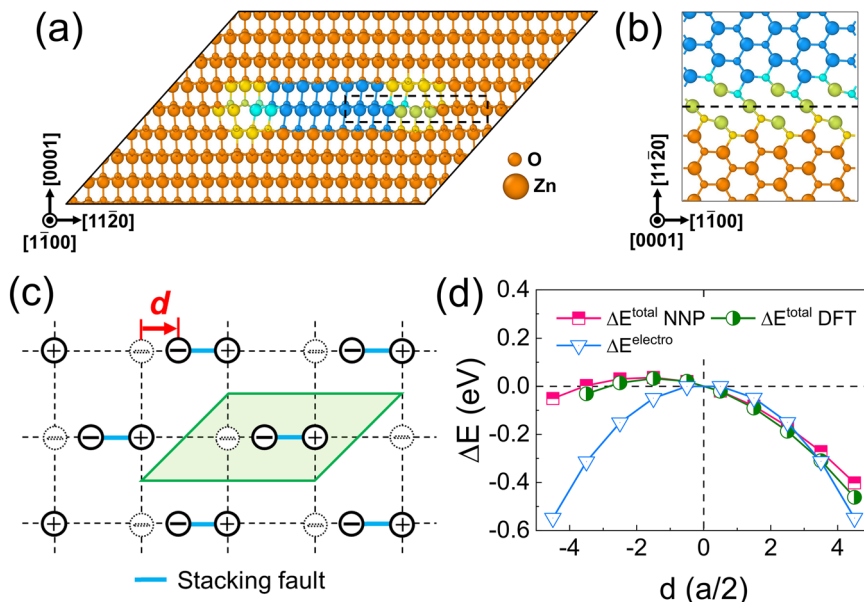 (a)
(b)
[0001]
[112̄0]
[1̄100]
O
Zn
[112̄0]
[11̄00]
[0001]
(c)
d
Stacking fault
(d)
0.4
0.2
0.0
-0.2
-0.4
-0.6
ΔE (eV)
ΔE^total NNP
ΔE^total DFT
ΔE^electro
-4
-2
0
2
4
d (a/2)